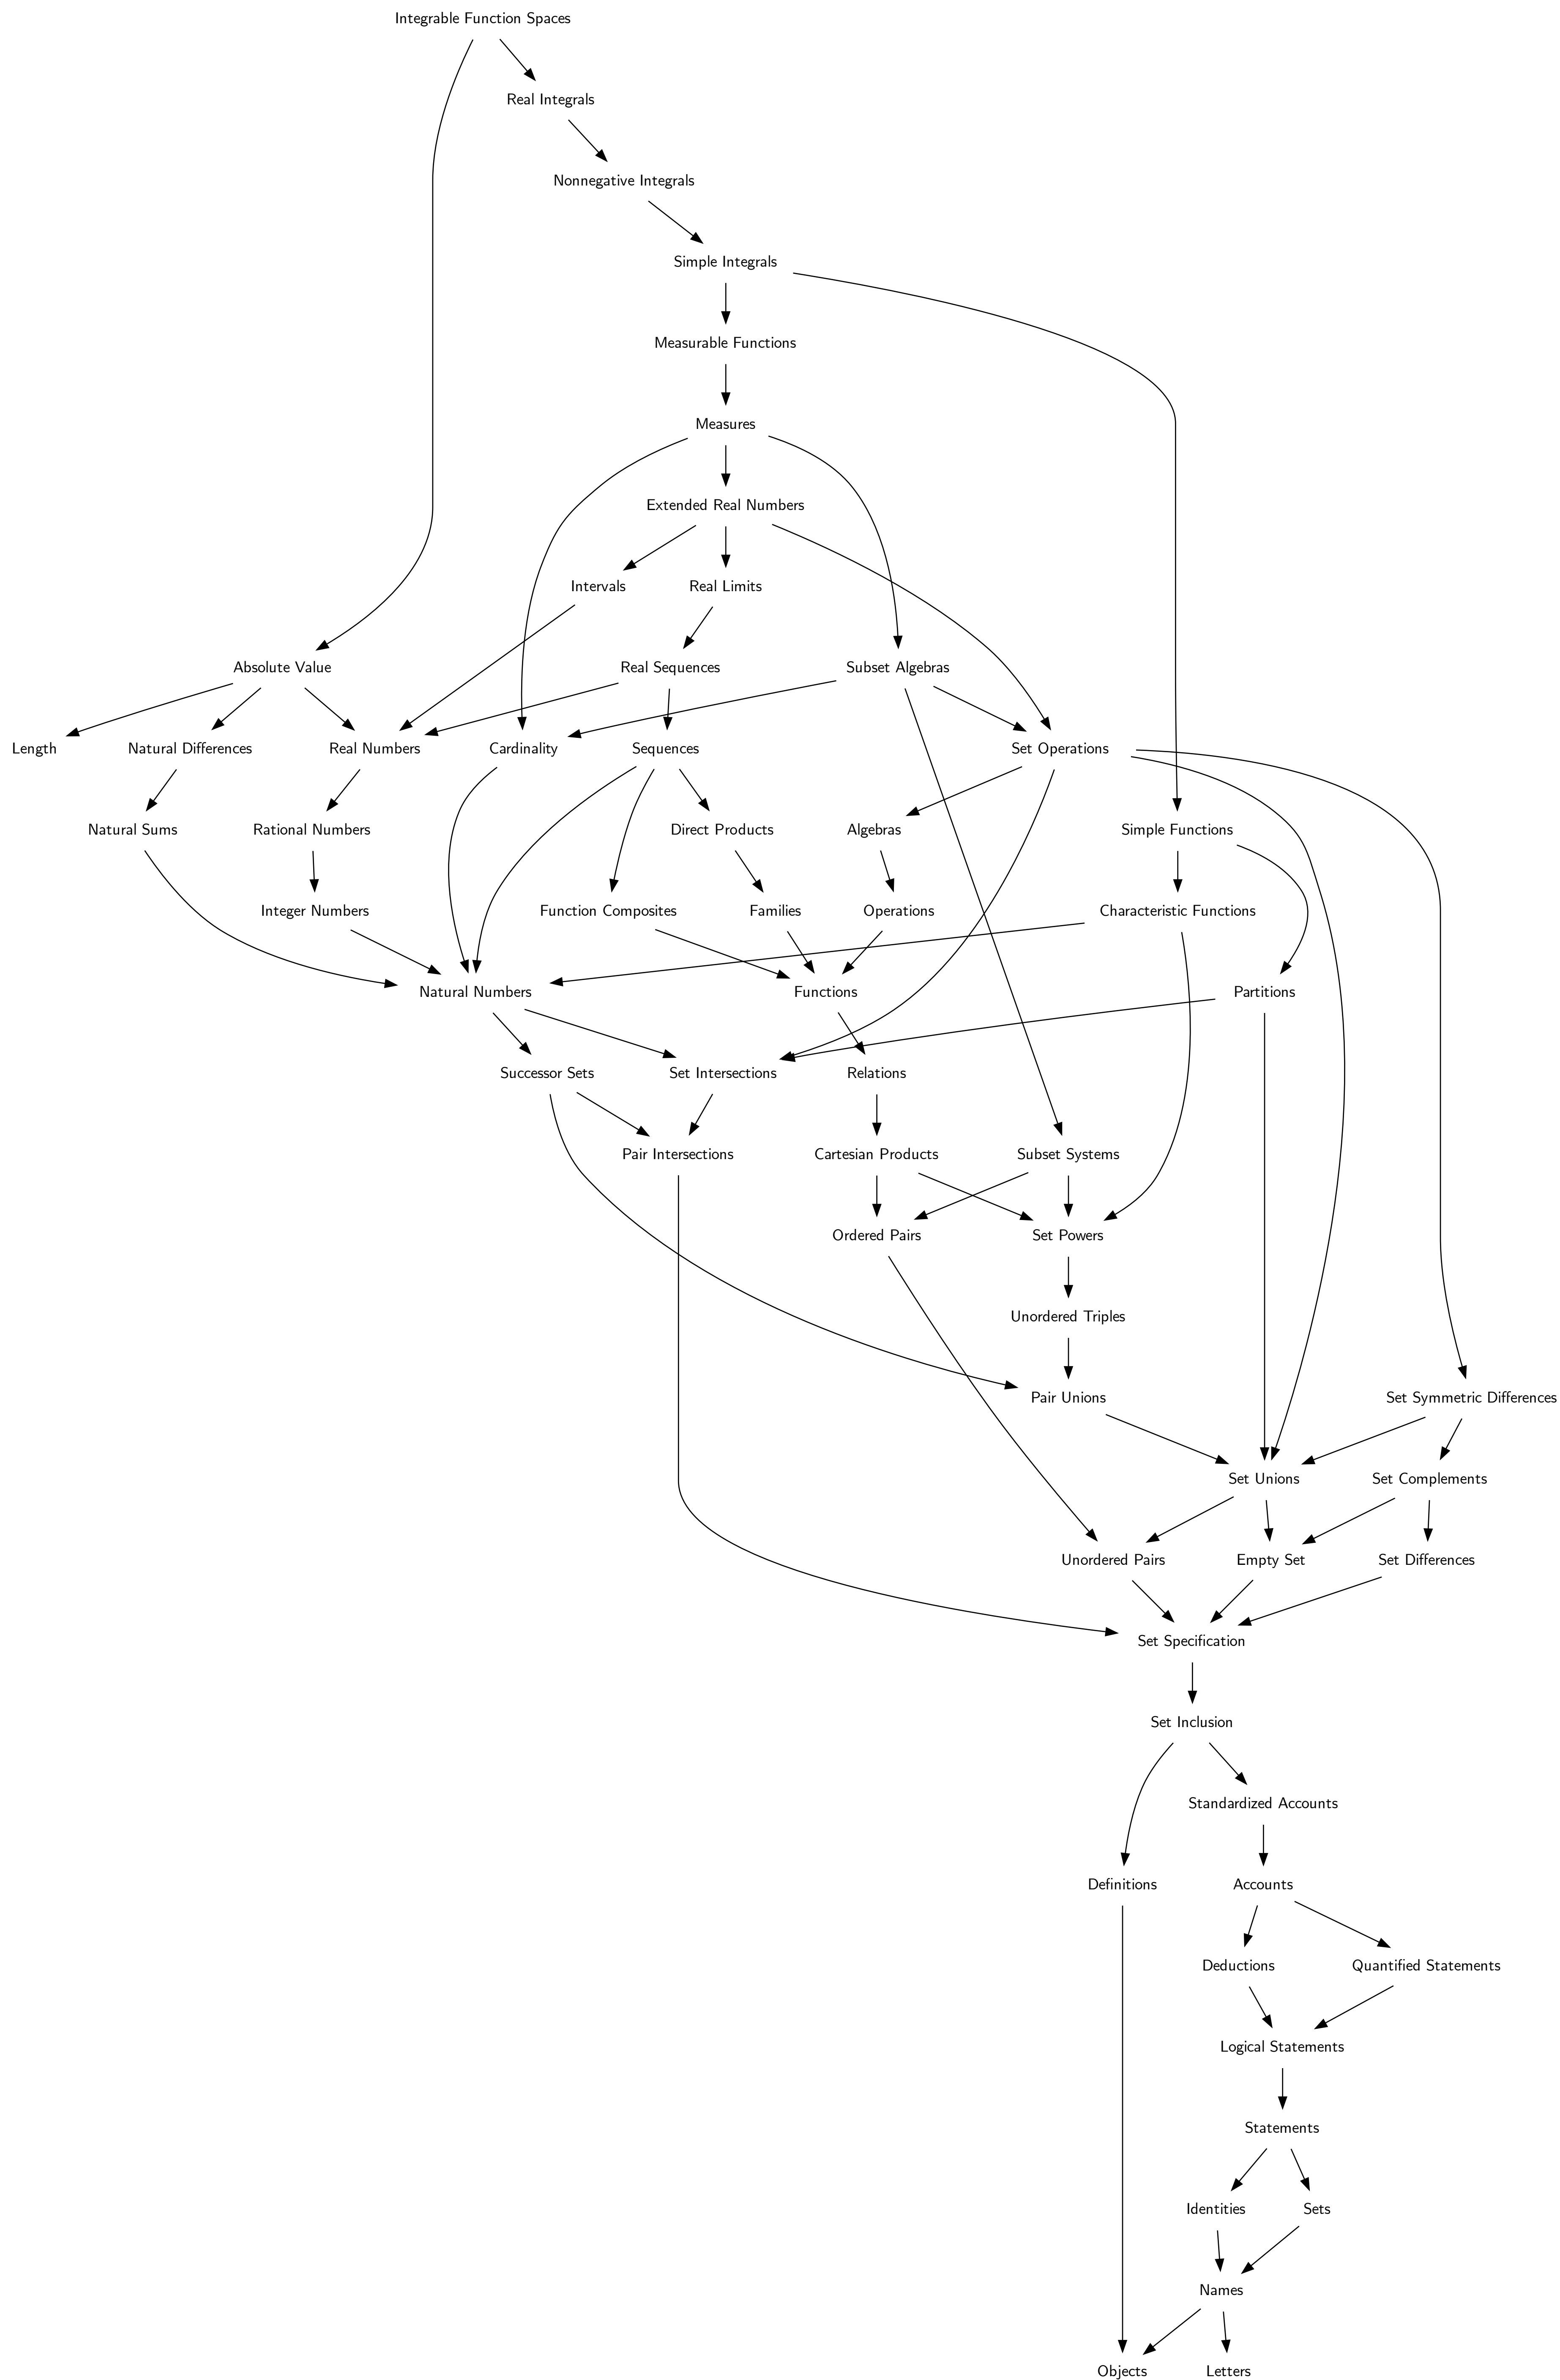 Integrable Function Spaces
Real Integrals
Nonnegative Integrals
Simple Integrals
Measurable Functions
Measures
Extended Real Numbers
Intervals
Real Limits
Absolute Value
Real Sequences
Subset Algebras
Length
Natural Differences
Real Numbers
Cardinality
Sequences
Set Operations
Natural Sums
Rational Numbers
Direct Products
Algebras
Simple Functions
Integer Numbers
Function Composites
Families
Operations
Characteristic Functions
Natural Numbers
Functions
Partitions
Successor Sets
Set Intersections
Relations
Pair Intersections
Cartesian Products
Subset Systems
Ordered Pairs
Set Powers
Unordered Triples
Pair Unions
Set Symmetric Differences
Set Unions
Set Complements
Unordered Pairs
Empty Set
Set Differences
Set Specification
Set Inclusion
Standardized Accounts
Definitions
Accounts
Deductions
Quantified Statements
Logical Statements
Statements
Identities
Sets
Names
Objects
Letters